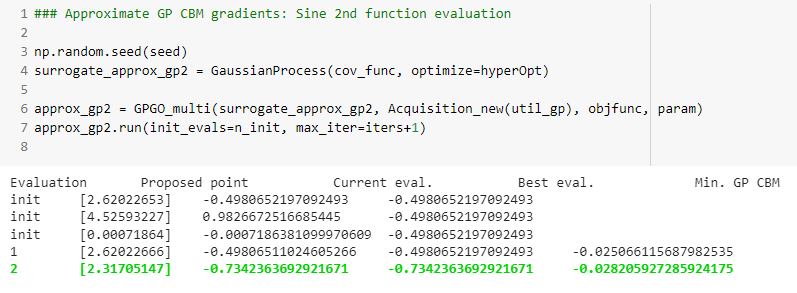 1 ### Approximate GP CBM gradients: Sine 2nd function evaluation
2
3 np.random.seed(seed)
4 surrogate_approx_gp2 = GaussianProcess(cov_func, optimize=hyperOpt)
5
6 approx_gp2 = GPGO_multi(surrogate_approx_gp2, Acquisition_new(util_gp), objfunc, param)
7 approx_gp2.run(init_evals=n_init, max_iter=iters+1)
8
Evaluation Proposed point Current eval. Best eval. Min. GP CBM
init [2.62022653] -0.4980652197092493 -0.4980652197092493
init [4.52593227] 0.9826672516685445 -0.4980652197092493
init [0.00071864] -0.0007186381099970609 -0.4980652197092493
1 [2.62022666] -0.49806511024605266 -0.4980652197092493 -0.025066115687982535
2 [2.31705147] -0.7342363692921671 -0.7342363692921671 -0.028205927285924175